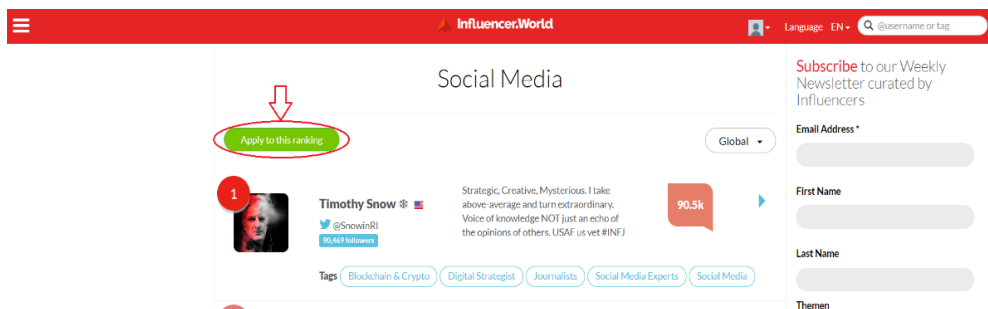 Influencer.World
Language EN
@username or tag
Social Media
Apply to this ranking
Global
1
Timothy Snow ❄ 🇺🇸
@SnowinRI
90,469 followers
Strategic, Creative, Mysterious. I take
above-average and turn extraordinary.
Voice of knowledge NOT just an echo of
the opinions of others. USAF us vet #INFJ
90.5k
Tags Blockchain & Crypto Digital Strategist Journalists Social Media Experts Social Media
Subscribe to our Weekly
Newsletter curated by
Influencers
Email Address *
First Name
Last Name
Themen